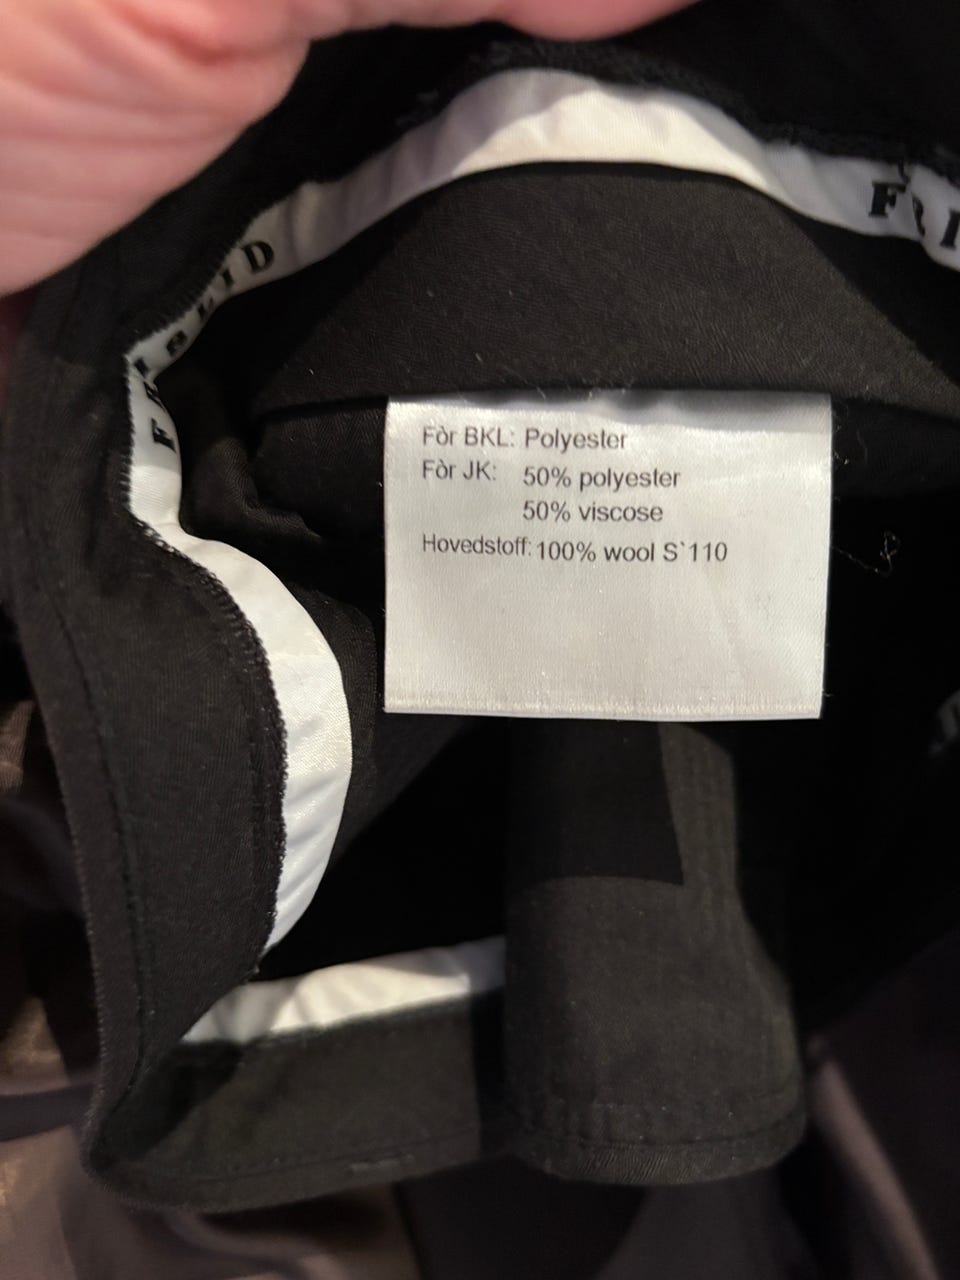 Fòr BKL: Polyester
Fòr JK: 50% polyester
50% viscose
Hovedstoff: 100% wool S`110